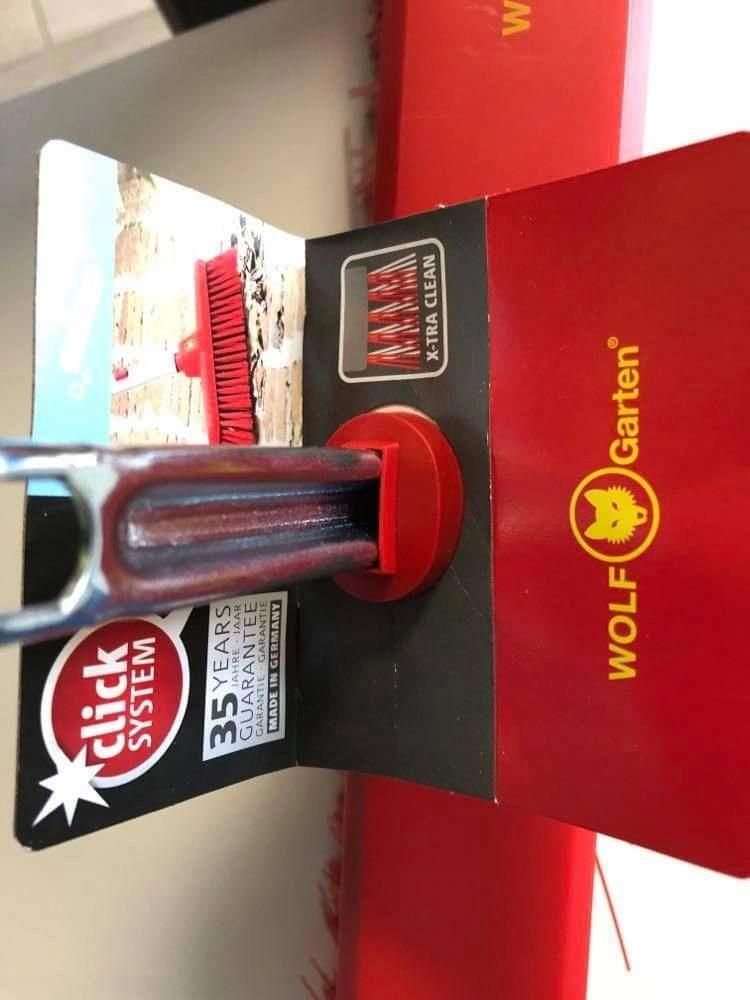 W
X-TRA CLEAN
WOLF Garten®
click
SYSTEM
35 YEARS
JAHRE · JAAR
GUARANTEE
GARANTIE · GARANTIE
MADE IN GERMANY